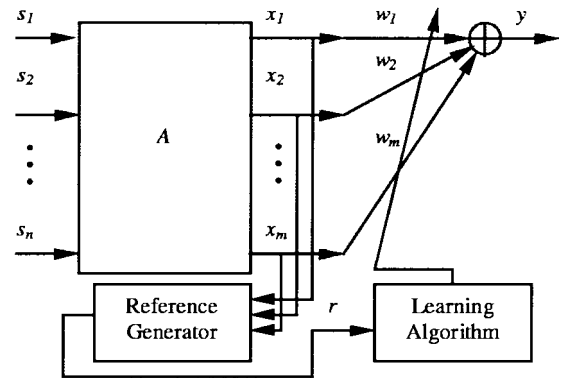 s1 x1 w1 y
s2 x2 w2
A
wm
sn xm
Reference
Generator
r
Learning
Algorithm